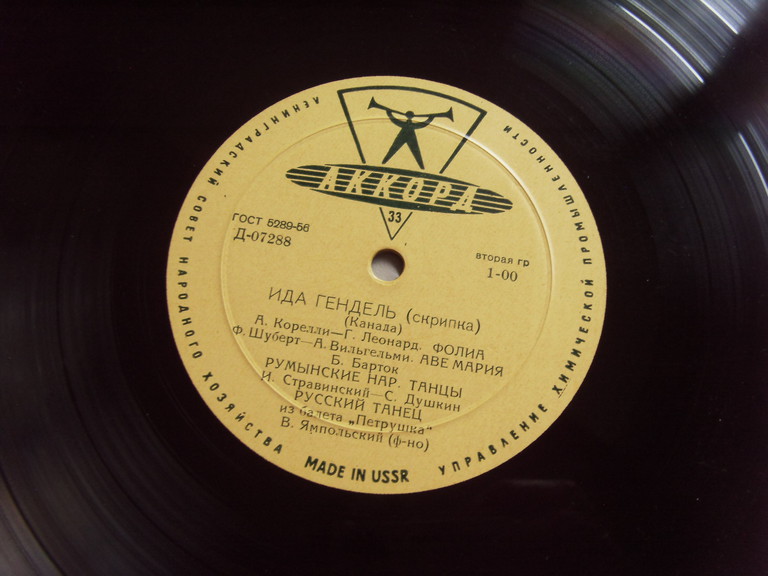 ЛЕНИНГРАДСКИЙ СОВЕТ НАРОДНОГО ХОЗЯЙСТВА
УПРАВЛЕНИЕ ХИМИЧЕСКОЙ ПРОМЫШЛЕННОСТИ
АККОРД
33
ГОСТ 5289-56
Д-07288
вторая гр
1-00
ИДА ГЕНДЕЛЬ (скрипка)
(Канада)
А. Корелли—Г. Леонард. ФОЛИА
Ф. Шуберт—А. Вильгельми. АВЕ МАРИЯ
Б. Барток
РУМЫНСКИЕ НАР. ТАНЦЫ
И. Стравинский—С. Душкин
РУССКИЙ ТАНЕЦ
из балета „Петрушка"
В. Ямпольский (ф-но)
MADE IN USSR